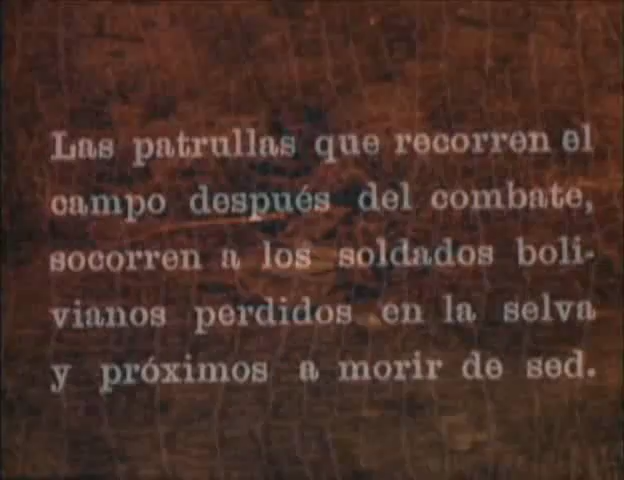 Las patrullas que recorren el
campo después del combate,
socorren a los soldados boli-
vianos perdidos en la selva
y próximos a morir de sed.